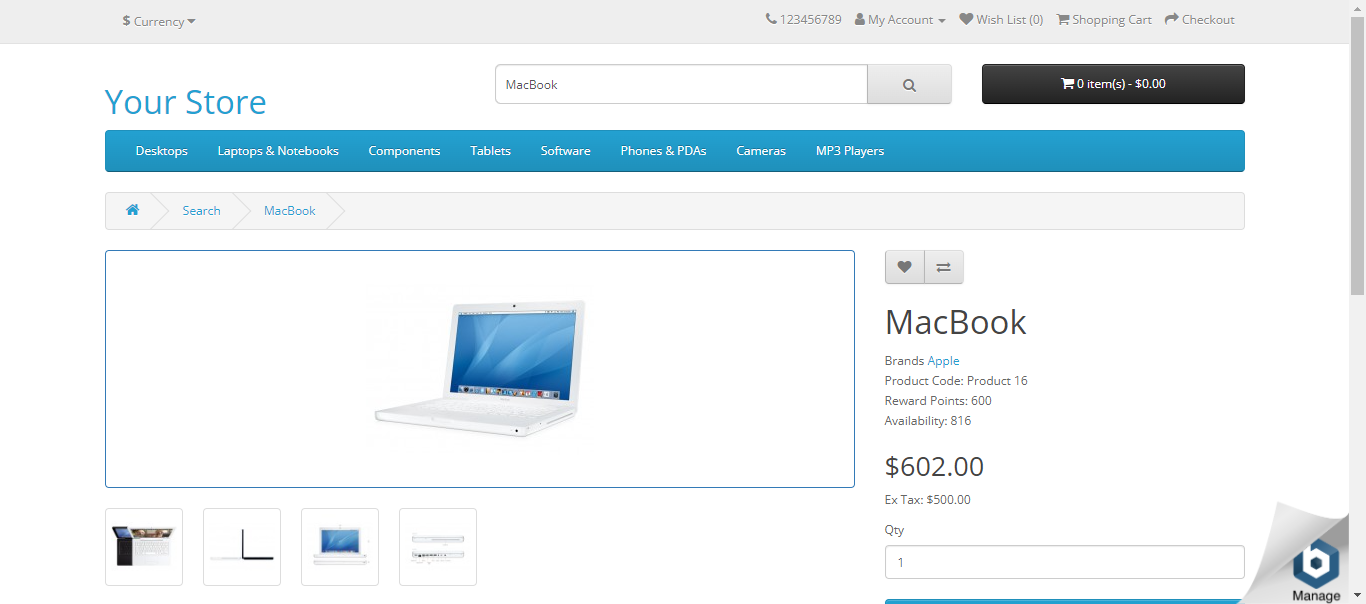 $ Currency
123456789 My Account Wish List (0) Shopping Cart Checkout
Your Store
MacBook
0 item(s) - $0.00
Desktops Laptops & Notebooks Components Tablets Software Phones & PDAs Cameras MP3 Players
Search MacBook
MacBook
Brands Apple
Product Code: Product 16
Reward Points: 600
Availability: 816
$602.00
Ex Tax: $500.00
Qty
1
Manage